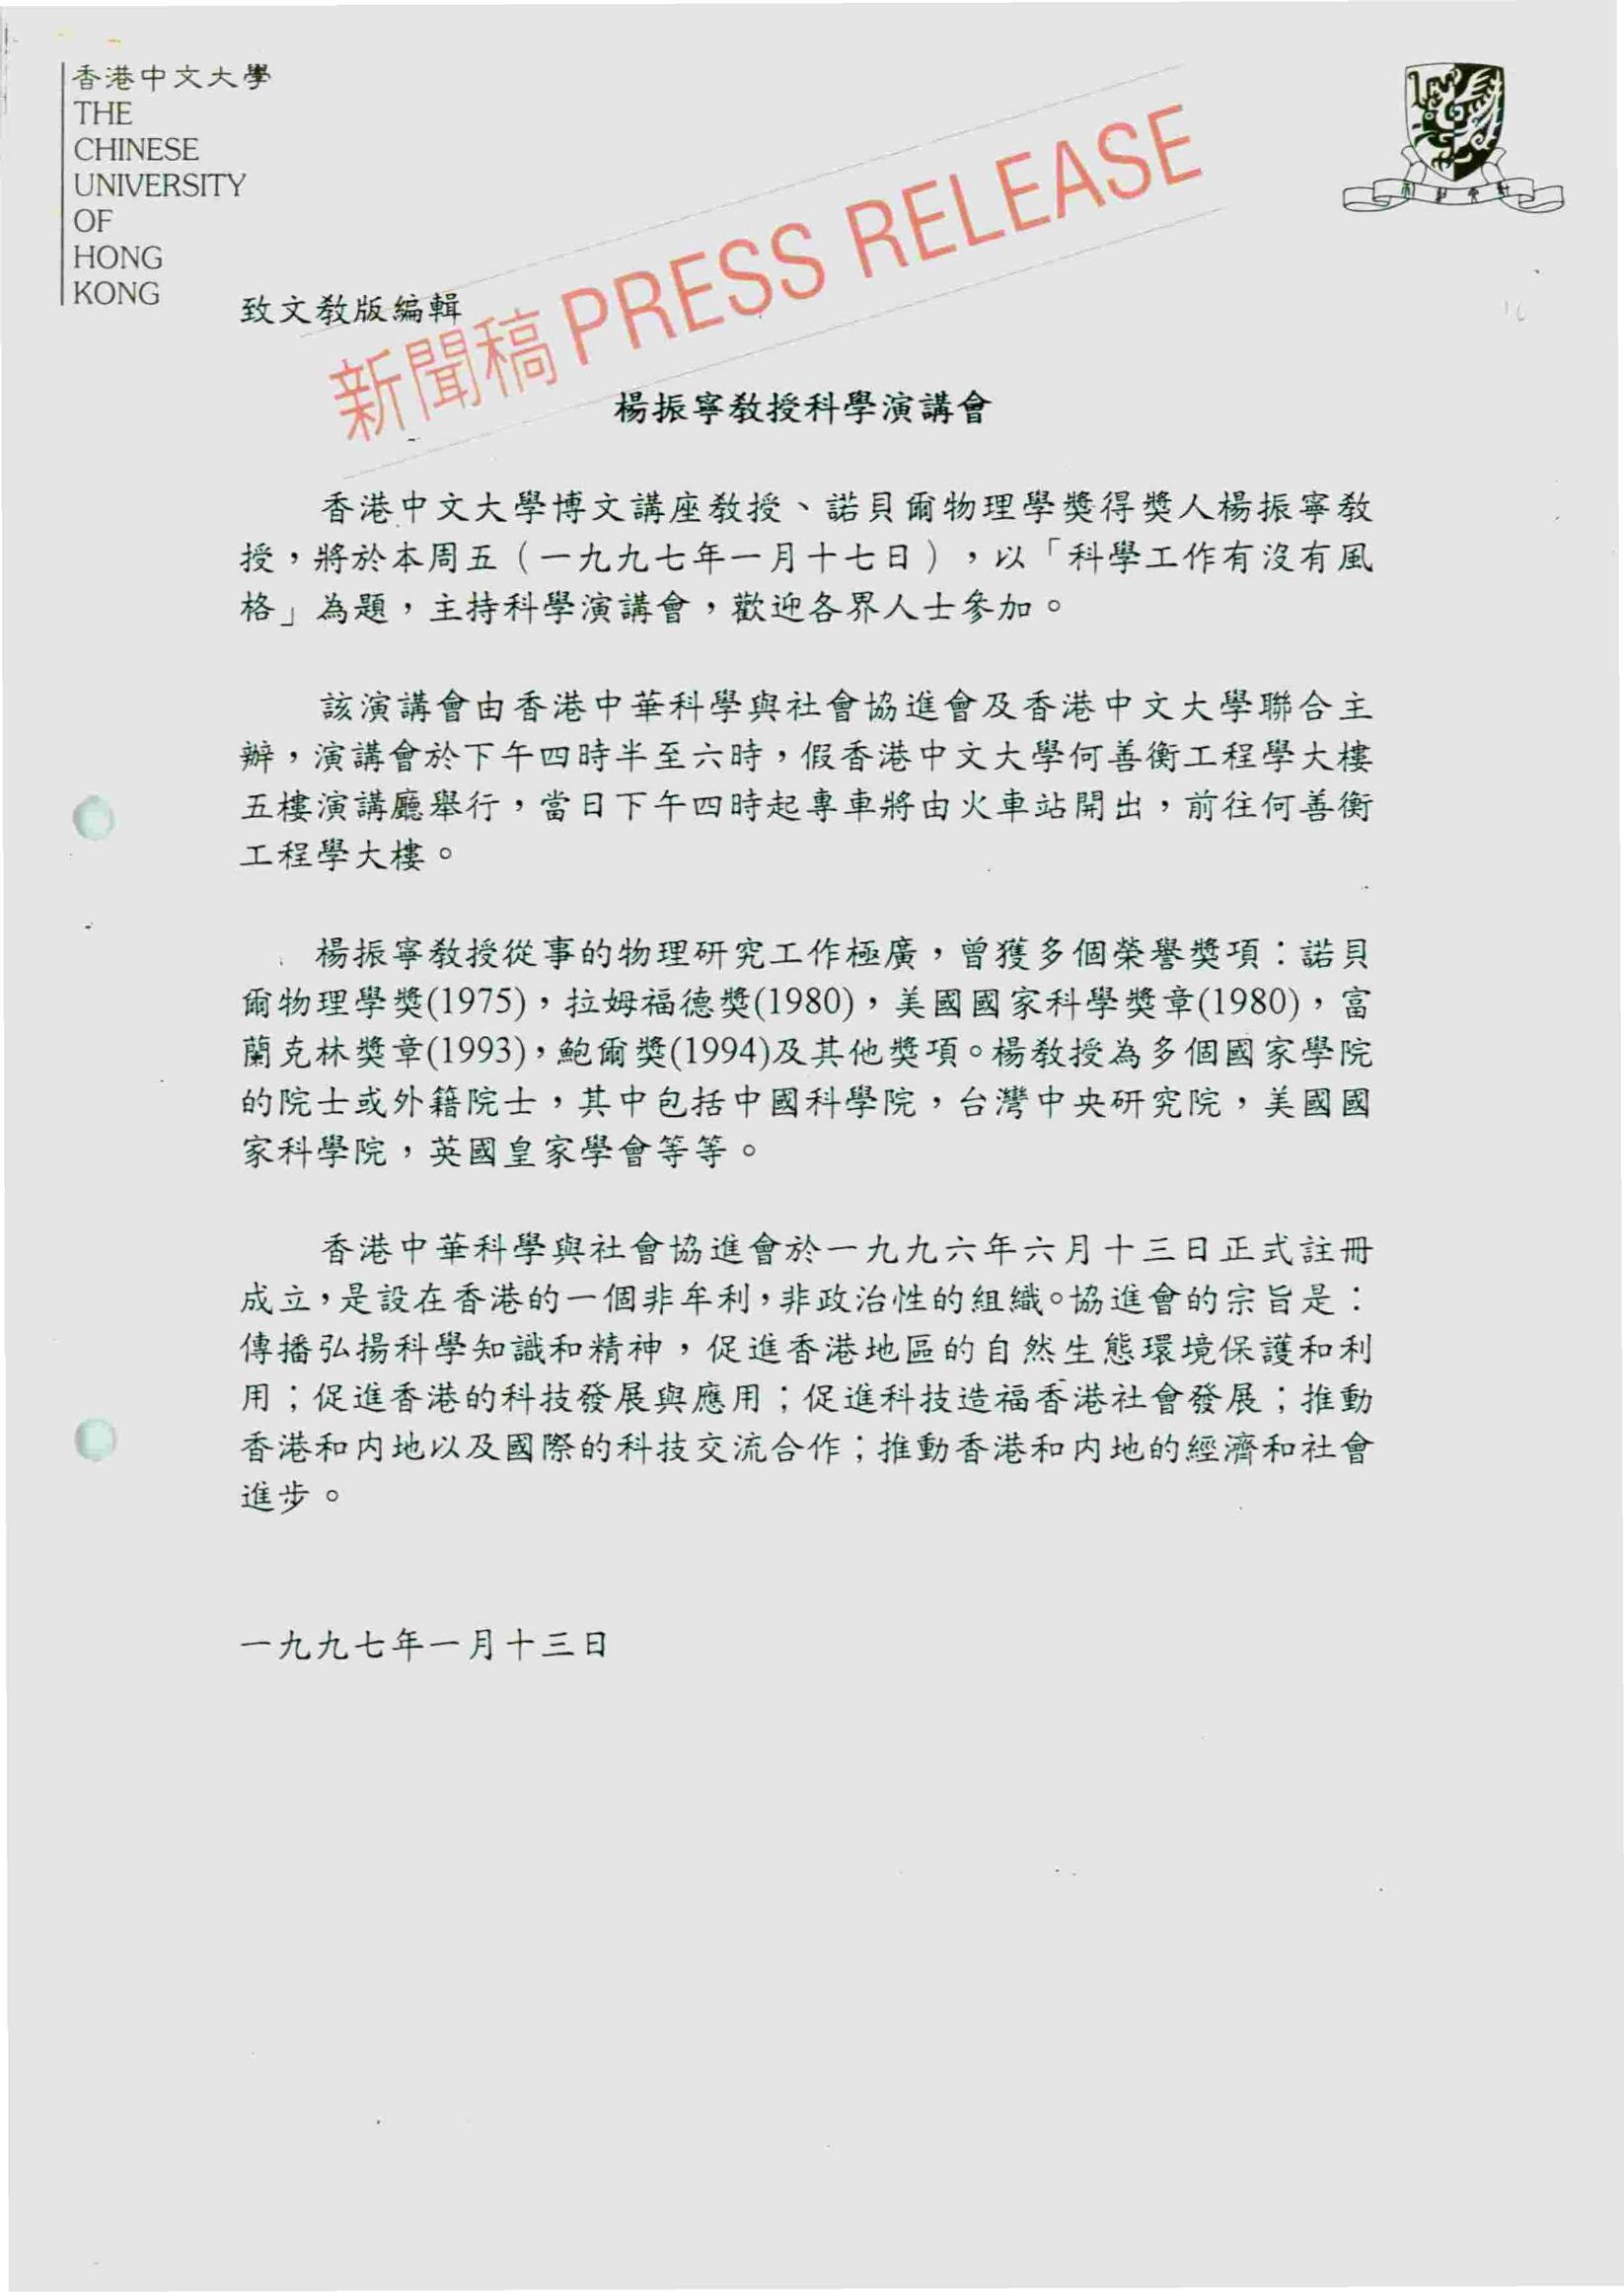 香港中文大學
THE
CHINESE
UNIVERSITY
OF
HONG
KONG
新聞稿 PRESS RELEASE
致文教版編輯
楊振寧教授科學演講會
香港中文大學博文講座教授、諾貝爾物理學獎得獎人楊振寧教
授，將於本周五（一九九七年一月十七日），以「科學工作有沒有風
格」為題，主持科學演講會，歡迎各界人士參加。
該演講會由香港中華科學與社會協進會及香港中文大學聯合主
辦，演講會於下午四時半至六時，假香港中文大學何善衡工程學大樓
五樓演講廳舉行，當日下午四時起專車將由火車站開出，前往何善衡
工程學大樓。
楊振寧教授從事的物理研究工作極廣，曾獲多個榮譽獎項：諾貝
爾物理學獎(1975)，拉姆福德獎(1980)，美國國家科學獎章(1980)，富
蘭克林獎章(1993)，鮑爾獎(1994)及其他獎項。楊教授為多個國家學院
的院士或外籍院士，其中包括中國科學院，台灣中央研究院，美國國
家科學院，英國皇家學會等等。
香港中華科學與社會協進會於一九九六年六月十三日正式註冊
成立，是設在香港的一個非牟利，非政治性的組織。協進會的宗旨是：
傳播弘揚科學知識和精神，促進香港地區的自然生態環境保護和利
用；促進香港的科技發展與應用；促進科技造福香港社會發展；推動
香港和內地以及國際的科技交流合作；推動香港和內地的經濟和社會
進步。
一九九七年一月十三日